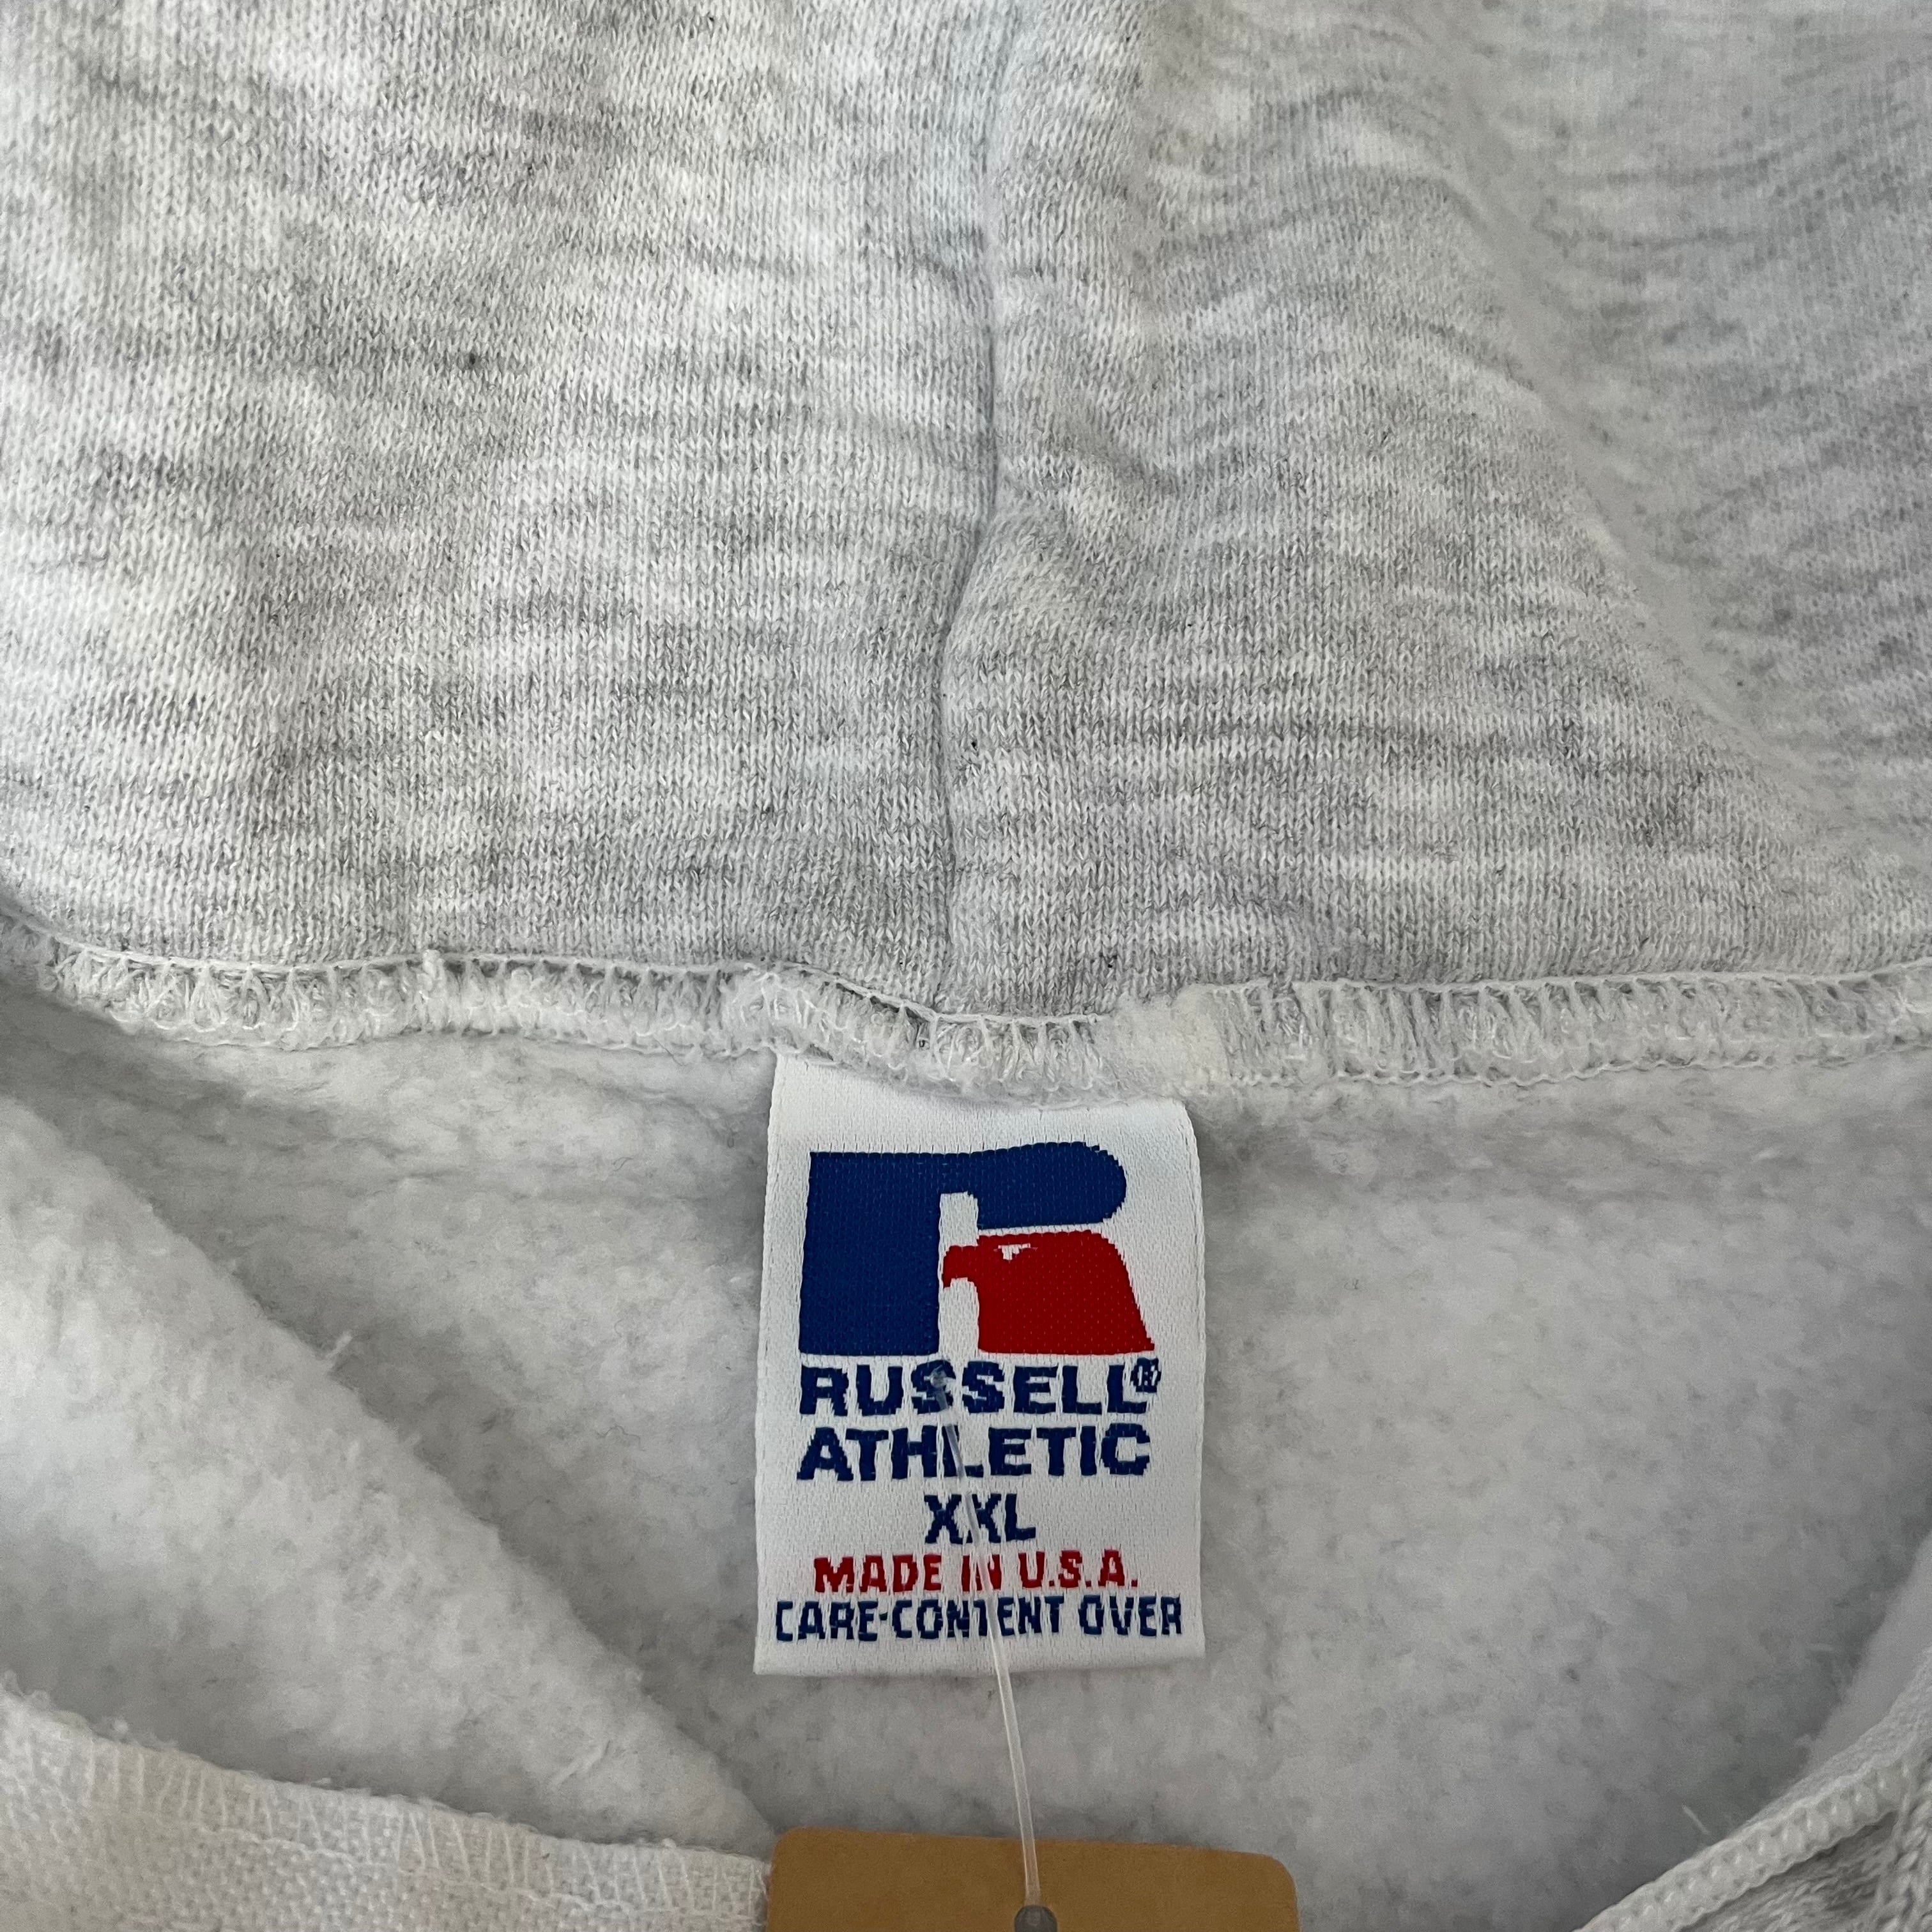 RUSSELL®
ATHLETIC
XXL
MADE IN U.S.A.
CARE-CONTENT OVER